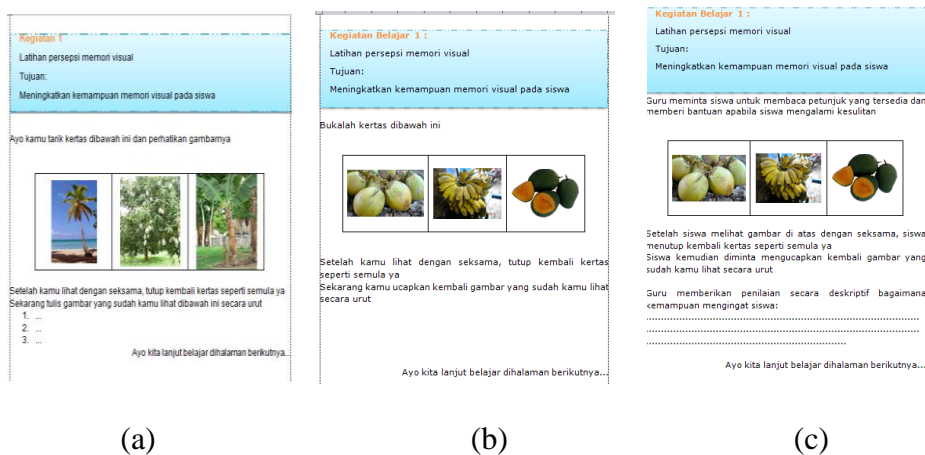 Kegiatan 1
Latihan persepsi memori visual
Tujuan:
Meningkatkan kemampuan memori visual pada siswa
Ayo kamu tarik kertas dibawah ini dan perhatikan gambarnya
Setelah kamu lihat dengan seksama, tutup kembali kertas seperti semula ya
Sekarang tulis gambar yang sudah kamu lihat dibawah ini secara urut
1. ...
2. ...
3. ...
Ayo kita lanjut belajar dihalaman berikutnya...
(a)
Kegiatan Belajar 1 :
Latihan persepsi memori visual
Tujuan:
Meningkatkan kemampuan memori visual pada siswa
Bukalah kertas dibawah ini
Setelah kamu lihat dengan seksama, tutup kembali kertas
seperti semula ya
Sekarang kamu ucapkan kembali gambar yang sudah kamu lihat
secara urut
Ayo kita lanjut belajar dihalaman berikutnya...
(b)
Kegiatan Belajar 1 :
Latihan persepsi memori visual
Tujuan:
Meningkatkan kemampuan memori visual pada siswa
Guru meminta siswa untuk membaca petunjuk yang tersedia dan
memberi bantuan apabila siswa mengalami kesulitan
Setelah siswa melihat gambar di atas dengan seksama, siswa
menutup kembali kertas seperti semula ya
Siswa kemudian diminta mengucapkan kembali gambar yang
sudah kamu lihat secara urut
Guru memberikan penilaian secara deskriptif bagaimana
kemampuan mengingat siswa:
Ayo kita lanjut belajar dihalaman berikutnya...
(c)